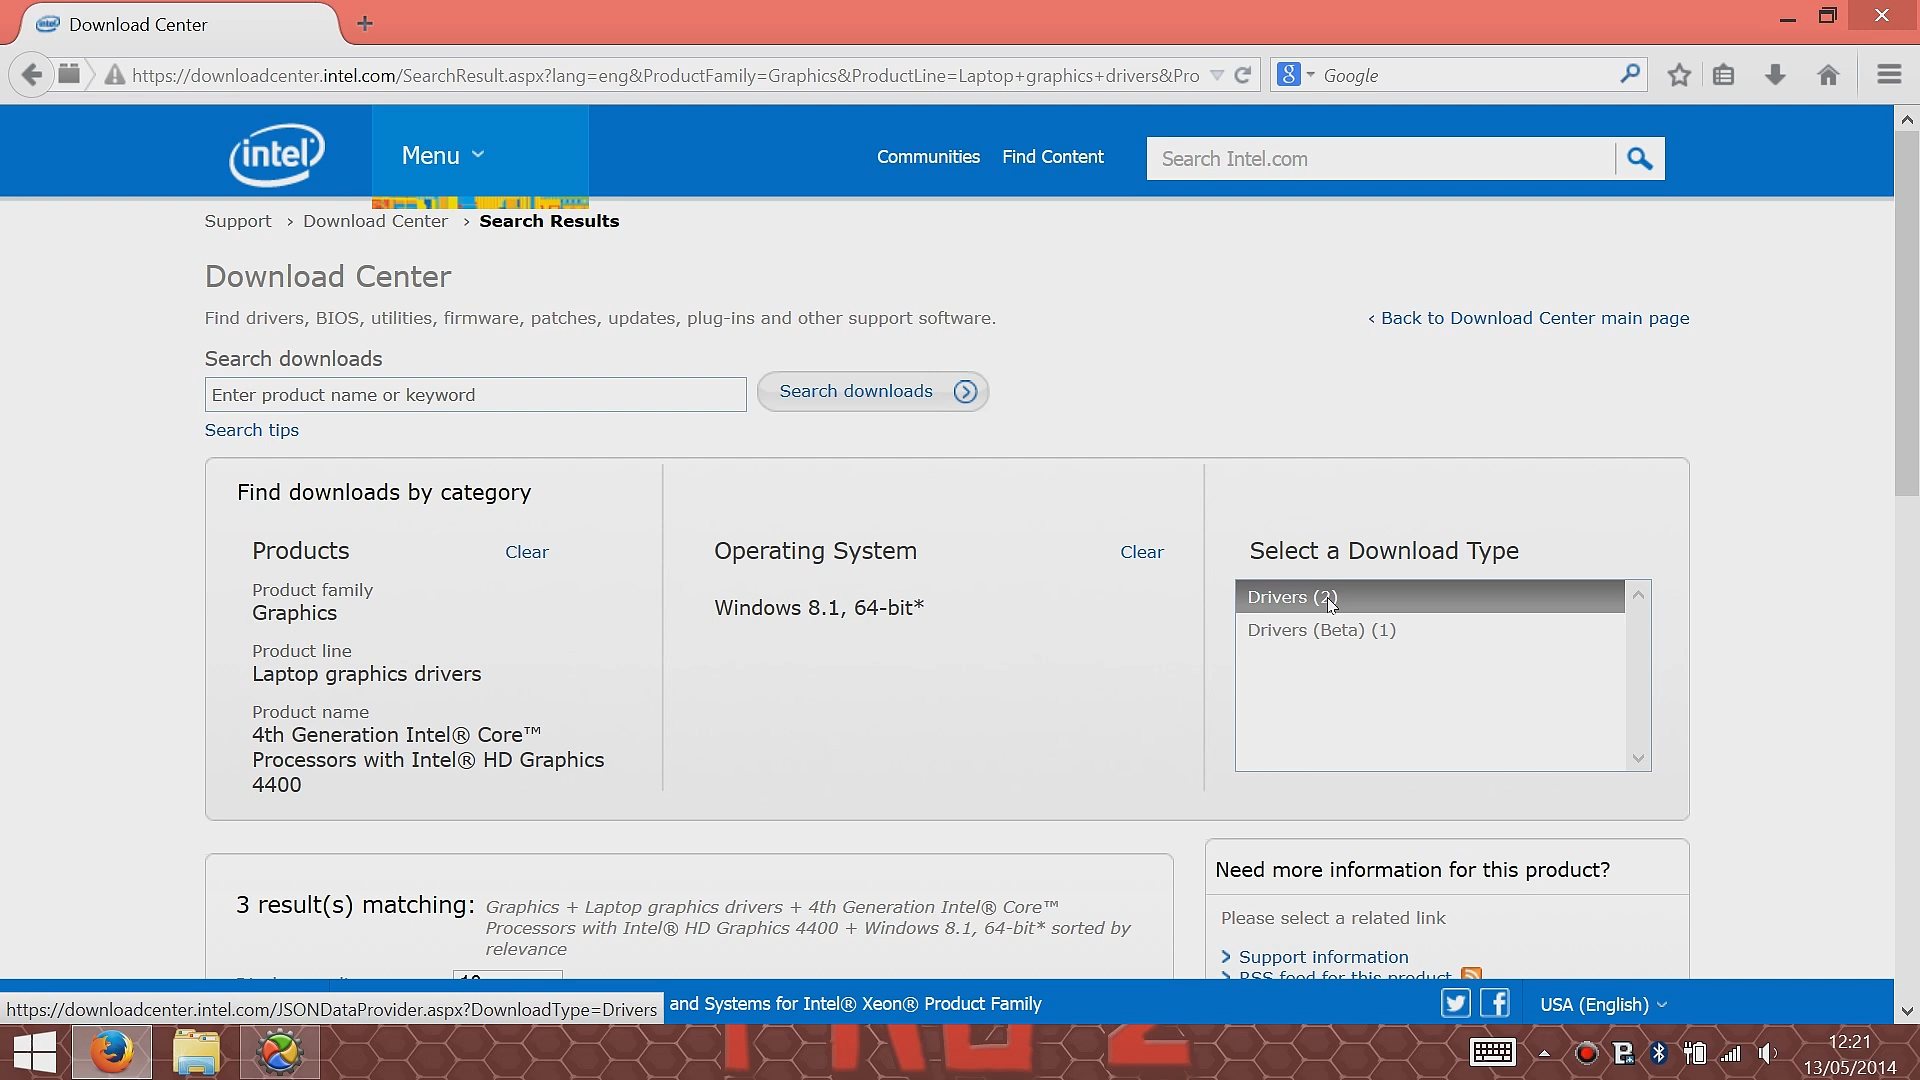 Download Center
https://downloadcenter.intel.com/SearchResult.aspx?lang=eng&ProductFamily=Graphics&ProductLine=Laptop+graphics+drivers&Pro
Google
intel
Menu
Communities
Find Content
Search Intel.com
Support › Download Center › Search Results
Download Center
Find drivers, BIOS, utilities, firmware, patches, updates, plug-ins and other support software.
‹ Back to Download Center main page
Search downloads
Enter product name or keyword
Search downloads
Search tips
Find downloads by category
Products
Clear
Product family
Graphics
Product line
Laptop graphics drivers
Product name
4th Generation Intel® Core™
Processors with Intel® HD Graphics
4400
Operating System
Clear
Windows 8.1, 64-bit*
Select a Download Type
Drivers (2)
Drivers (Beta) (1)
3 result(s) matching:
Graphics + Laptop graphics drivers + 4th Generation Intel® Core™
Processors with Intel® HD Graphics 4400 + Windows 8.1, 64-bit* sorted by
relevance
10
Need more information for this product?
Please select a related link
Support information
RSS feed for this product
https://downloadcenter.intel.com/JSONDataProvider.aspx?DownloadType=Drivers
and Systems for Intel® Xeon® Product Family
USA (English)
12:21
13/05/2014